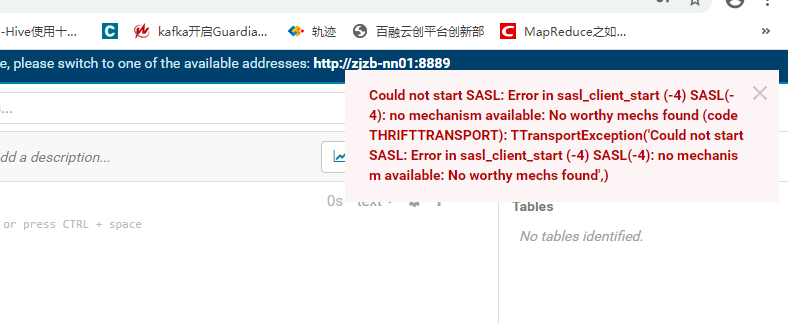 -Hive使用十... kafka开启Guardia... 轨迹 百融云创平台创新部 MapReduce之如... »
e, please switch to one of the available addresses: http://zjzb-nn01:8889
Could not start SASL: Error in sasl_client_start (-4) SASL(-
4): no mechanism available: No worthy mechs found (code
THRIFTTRANSPORT): TTransportException('Could not start
SASL: Error in sasl_client_start (-4) SASL(-4): no mechanis
m available: No worthy mechs found',)
s...
dd a description...
0s text
Tables
or press CTRL + space
No tables identified.